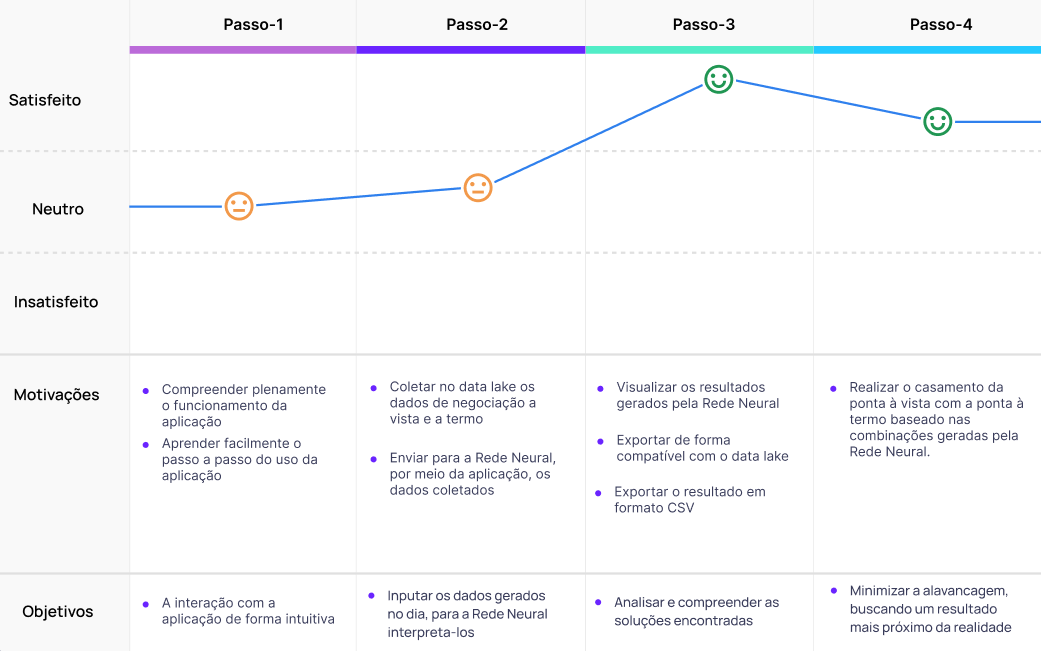 Passo-1
Passo-2
Passo-3
Passo-4
Satisfeito
Neutro
Insatisfeito
Motivações
Compreender plenamente
o funcionamento da
aplicação
Aprender facilmente o
passo a passo do uso da
aplicação
Coletar no data lake os
dados de negociação a
vista e a termo
Enviar para a Rede Neural,
por meio da aplicação, os
dados coletados
Visualizar os resultados
gerados pela Rede Neural
Exportar de forma
compatível com o data lake
Exportar o resultado em
formato CSV
Realizar o casamento da
ponta à vista com a ponta à
termo baseado nas
combinações geradas pela
Rede Neural.
Objetivos
A interação com a
aplicação de forma intuitiva
Inputar os dados gerados
no dia, para a Rede Neural
interpreta-los
Analisar e compreender as
soluções encontradas
Minimizar a alavancagem,
buscando um resultado
mais próximo da realidade